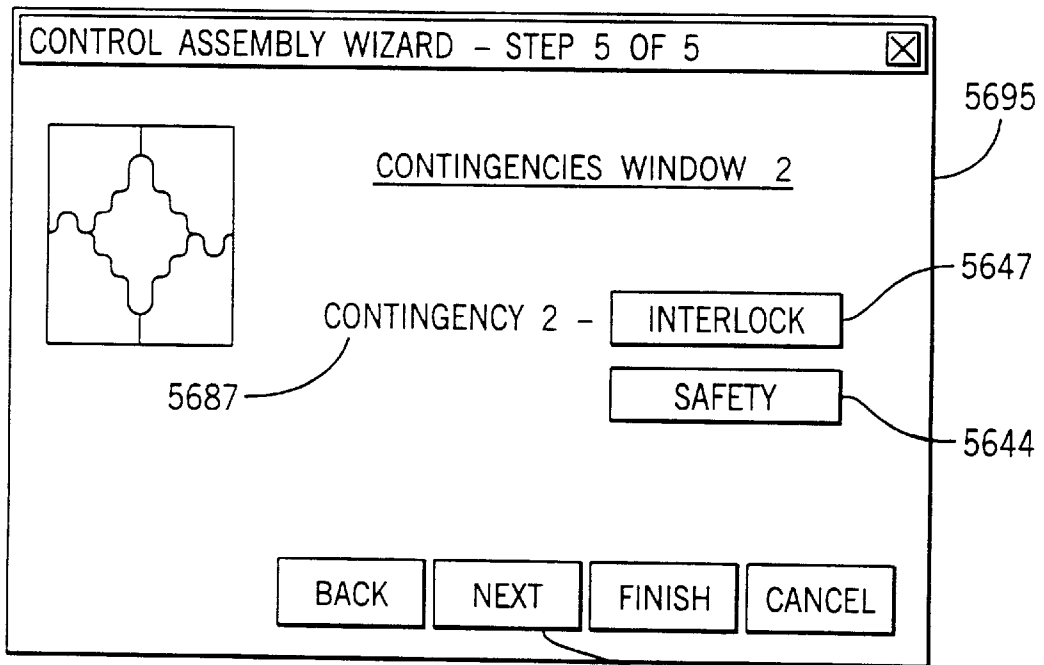 CONTROL ASSEMBLY WIZARD – STEP 5 OF 5
5695
CONTINGENCIES WINDOW 2
5647
CONTINGENCY 2 – INTERLOCK
5687
SAFETY
5644
BACK NEXT FINISH CANCEL